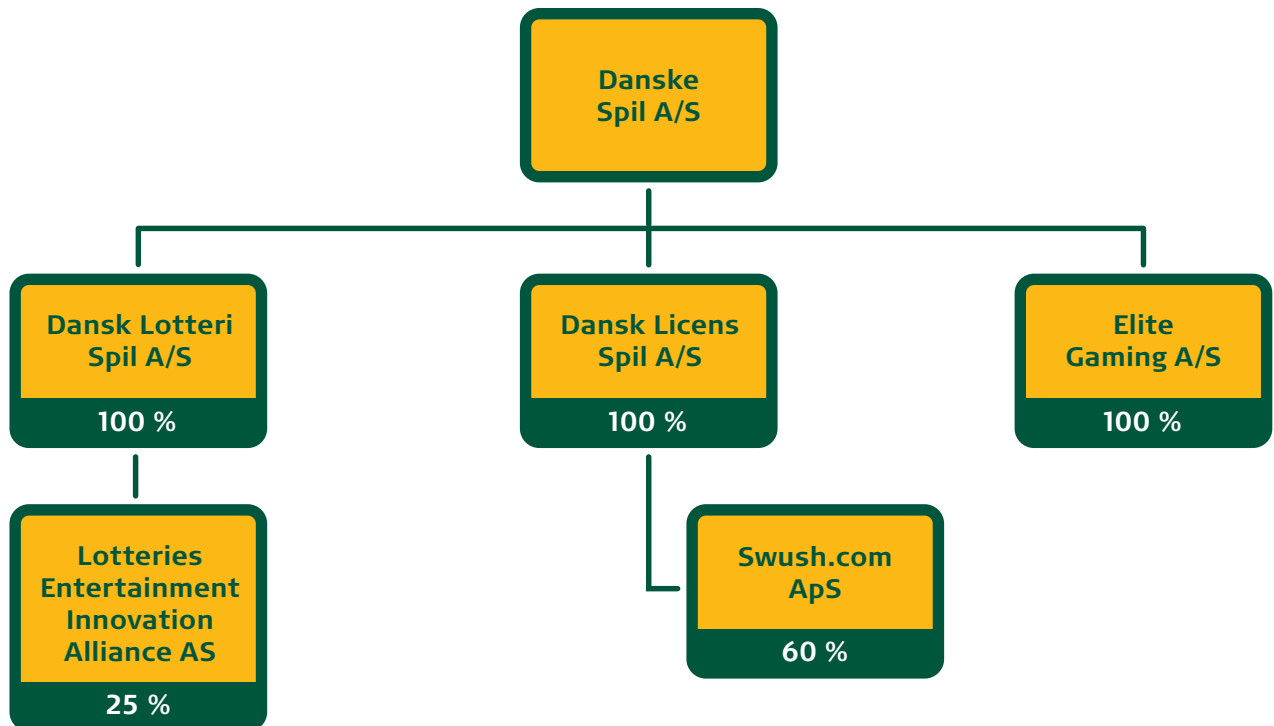 Danske
Spil A/S
Dansk Lotteri
Spil A/S
100 %
Dansk Licens
Spil A/S
100 %
Elite
Gaming A/S
100 %
Lotteries
Entertainment
Innovation
Alliance AS
25 %
Swush.com
ApS
60 %